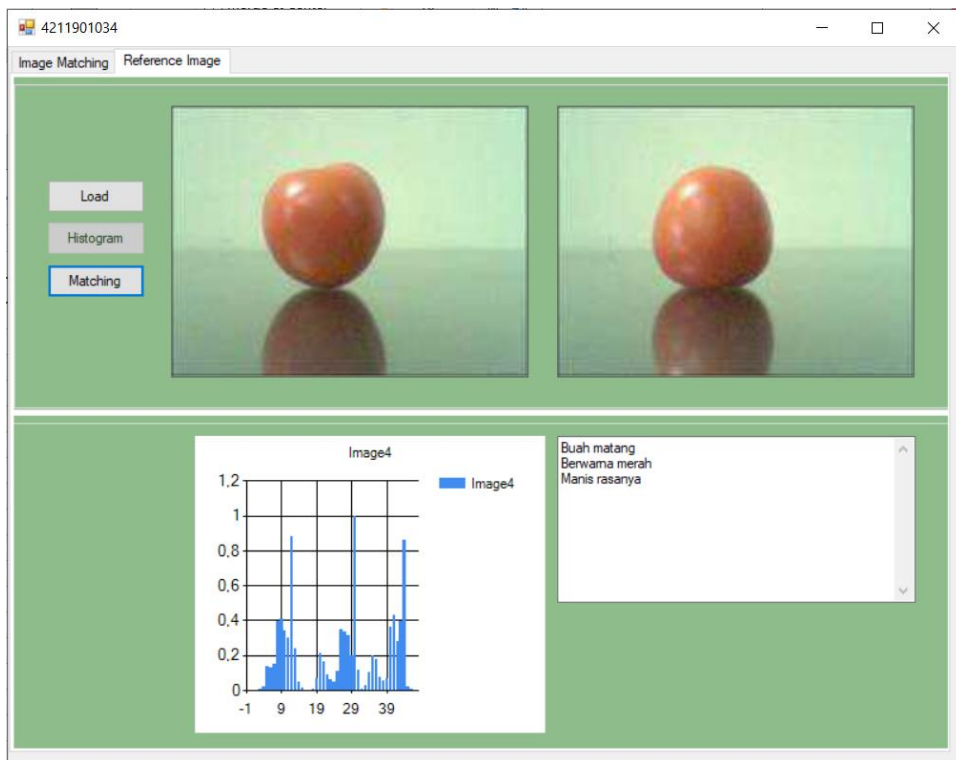 4211901034
Image Matching
Reference Image
Load
Histogram
Matching
Image4
Image4
1,2
1
0,8
0,6
0,4
0,2
0
-1 9 19 29 39
Buah matang
Berwarna merah
Manis rasanya